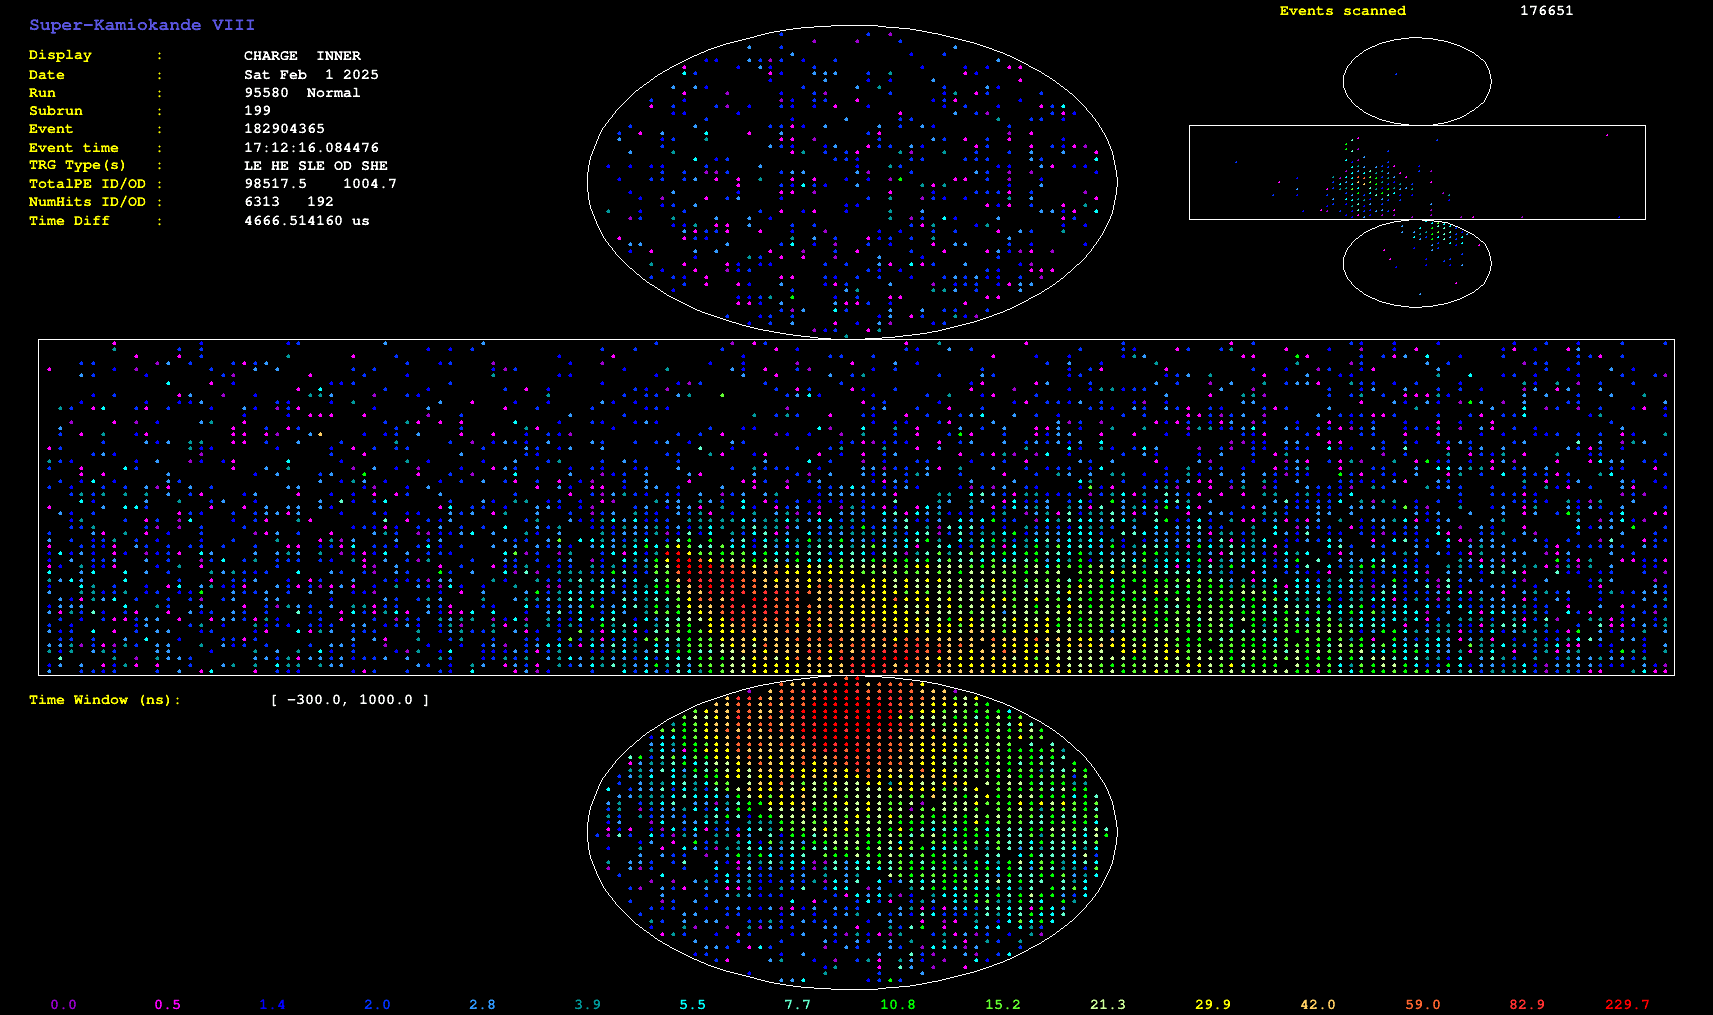 Super-Kamiokande VIII
Events scanned 176651
Display : CHARGE INNER
Date : Sat Feb 1 2025
Run : 95580 Normal
Subrun : 199
Event : 182904365
Event time : 17:12:16.084476
TRG Type(s) : LE HE SLE OD SHE
TotalPE ID/OD : 98517.5 1004.7
NumHits ID/OD : 6313 192
Time Diff : 4666.514160 us
Time Window (ns): [ -300.0, 1000.0 ]
0.0 0.5 1.4 2.0 2.8 3.9 5.5 7.7 10.8 15.2 21.3 29.9 42.0 59.0 82.9 229.7